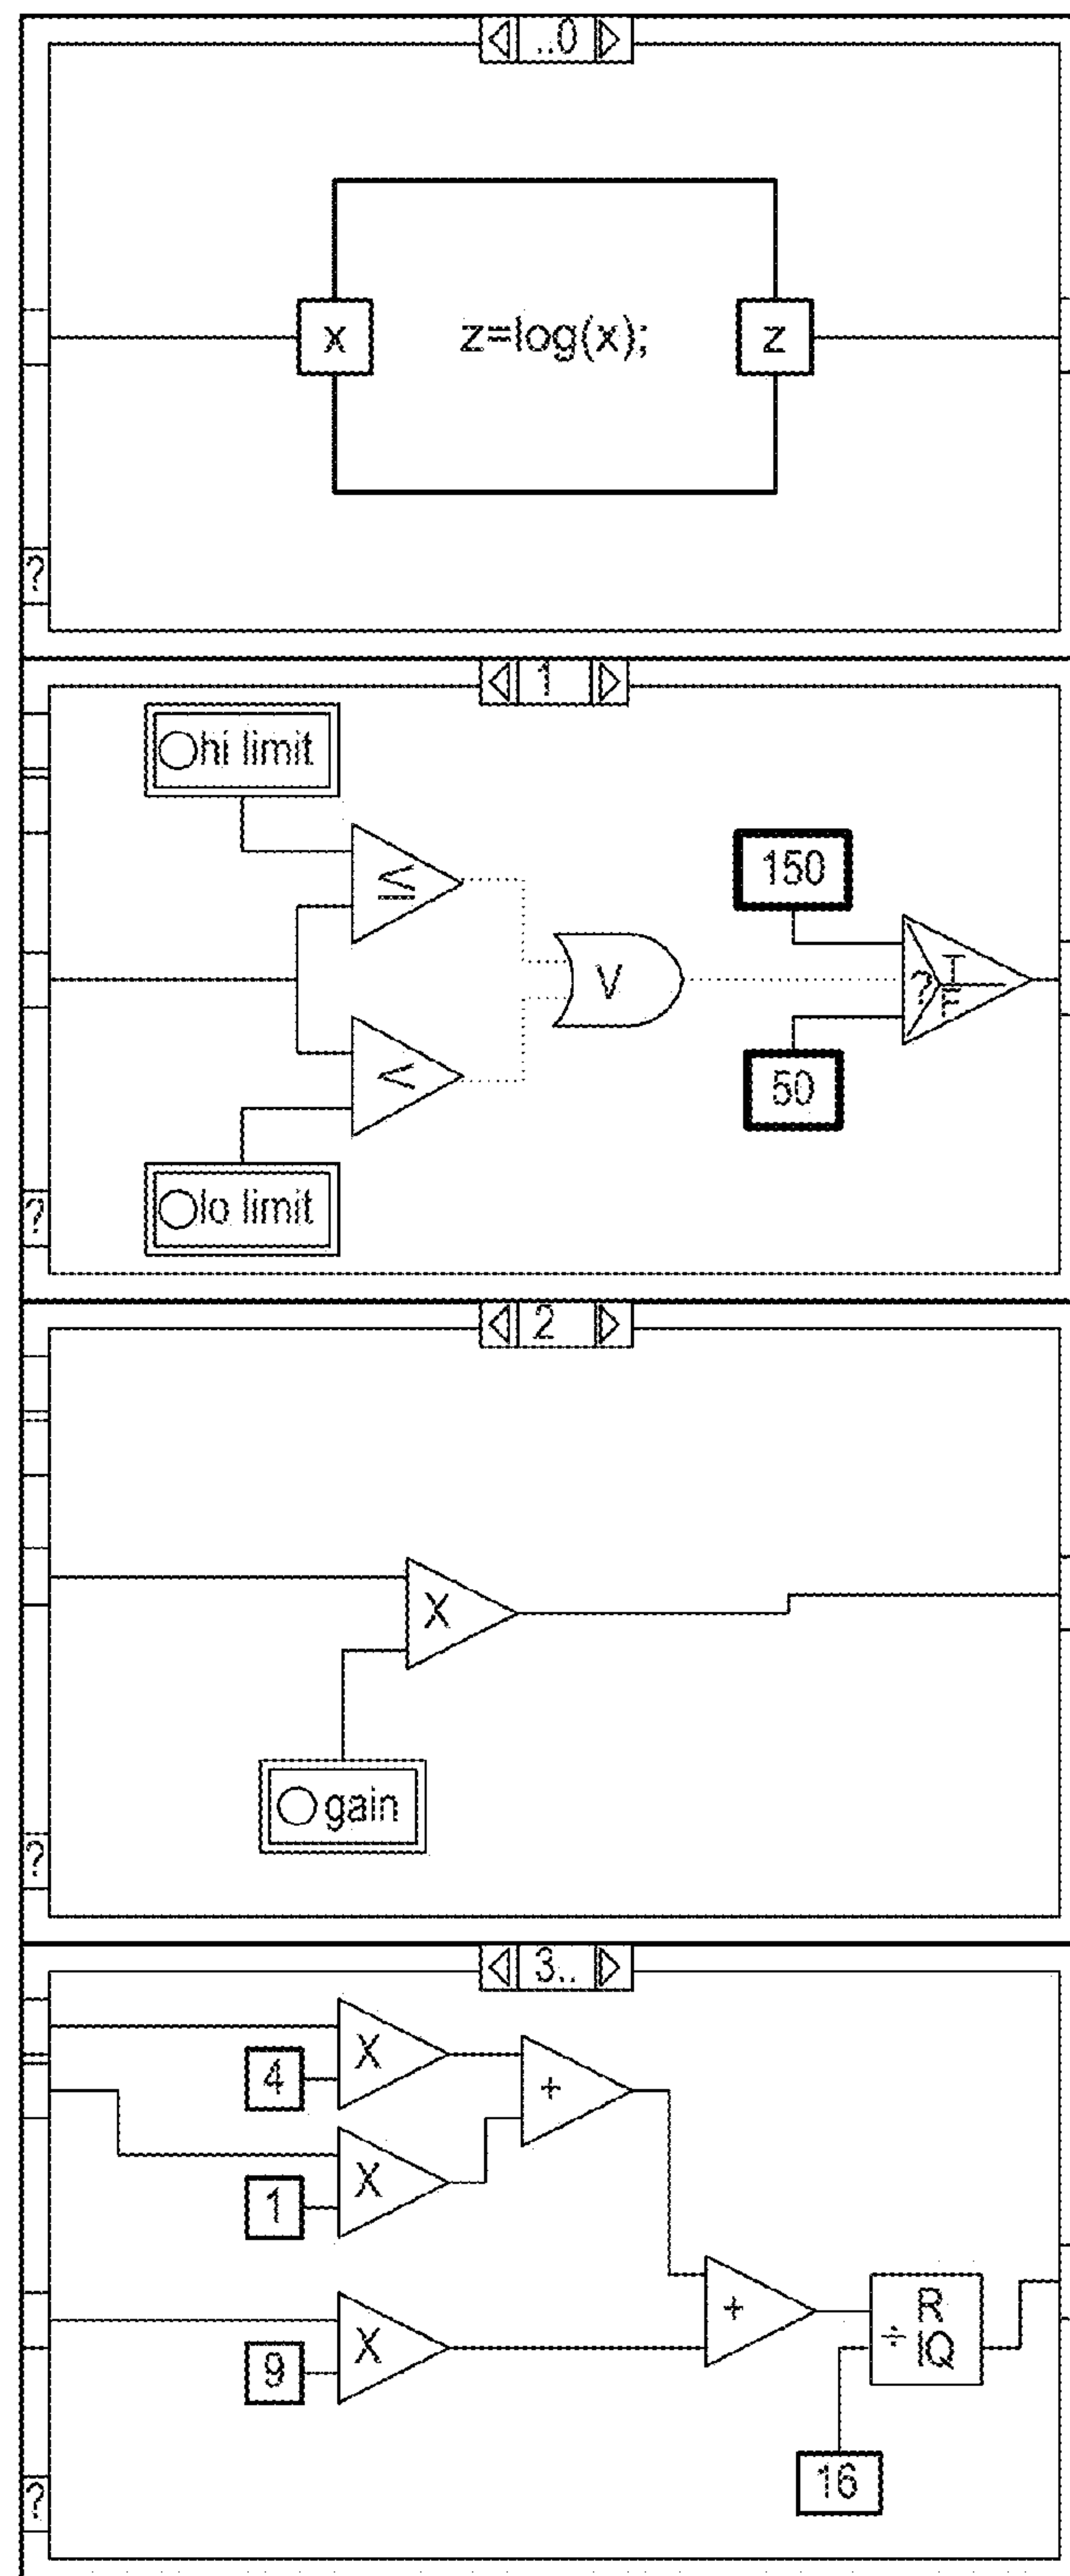 ..0
x
z=log(x);
z
?
1
hi limit
≤
150
V
? T
F
<
50
lo limit
?
2
X
gain
?
3..
X
4
+
X
1
+
R
÷ IQ
X
9
16
?